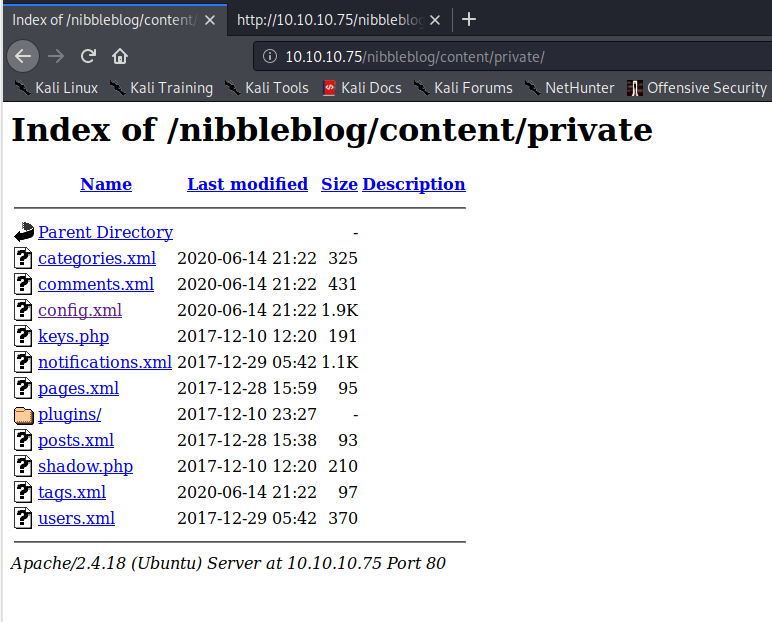 Index of /nibbleblog/content/ http://10.10.10.75/nibbleblog
10.10.10.75/nibbleblog/content/private/
Kali Linux Kali Training Kali Tools Kali Docs Kali Forums NetHunter Offensive Security
Index of /nibbleblog/content/private
Name Last modified Size Description
Parent Directory -
categories.xml 2020-06-14 21:22 325
comments.xml 2020-06-14 21:22 431
config.xml 2020-06-14 21:22 1.9K
keys.php 2017-12-10 12:20 191
notifications.xml 2017-12-29 05:42 1.1K
pages.xml 2017-12-28 15:59 95
plugins/ 2017-12-10 23:27 -
posts.xml 2017-12-28 15:38 93
shadow.php 2017-12-10 12:20 210
tags.xml 2020-06-14 21:22 97
users.xml 2017-12-29 05:42 370
Apache/2.4.18 (Ubuntu) Server at 10.10.10.75 Port 80